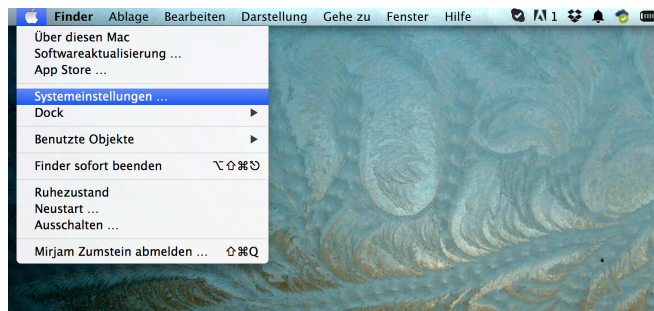 Finder Ablage Bearbeiten Darstellung Gehe zu Fenster Hilfe 1
Über diesen Mac
Softwareaktualisierung …
App Store …
Systemeinstellungen …
Dock
Benutzte Objekte
Finder sofort beenden ⌥⇧⌘⎋
Ruhezustand
Neustart …
Ausschalten …
Mirjam Zumstein abmelden … ⇧⌘Q